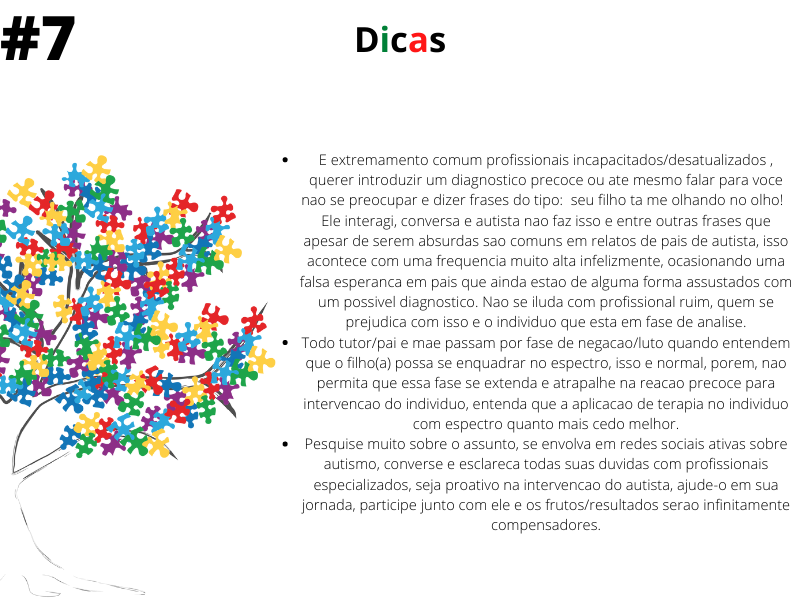 #7
Dicas
• E extremamento comum profissionais incapacitados/desatualizados ,
querer introduzir um diagnostico precoce ou ate mesmo falar para voce
nao se preocupar e dizer frases do tipo: seu filho ta me olhando no olho!
Ele interagi, conversa e autista nao faz isso e entre outras frases que
apesar de serem absurdas sao comuns em relatos de pais de autista, isso
acontece com uma frequencia muito alta infelizmente, ocasionando uma
falsa esperanca em pais que ainda estao de alguma forma assustados com
um possivel diagnostico. Nao se iluda com profissional ruim, quem se
prejudica com isso e o individuo que esta em fase de analise.
• Todo tutor/pai e mae passam por fase de negacao/luto quando entendem
que o filho(a) possa se enquadrar no espectro, isso e normal, porem, nao
permita que essa fase se extenda e atrapalhe na reacao precoce para
intervencao do individuo, entenda que a aplicacao de terapia no individuo
com espectro quanto mais cedo melhor.
• Pesquise muito sobre o assunto, se envolva em redes sociais ativas sobre
autismo, converse e esclareca todas suas duvidas com profissionais
especializados, seja proativo na intervencao do autista, ajude-o em sua
jornada, participe junto com ele e os frutos/resultados serao infinitamente
compensadores.